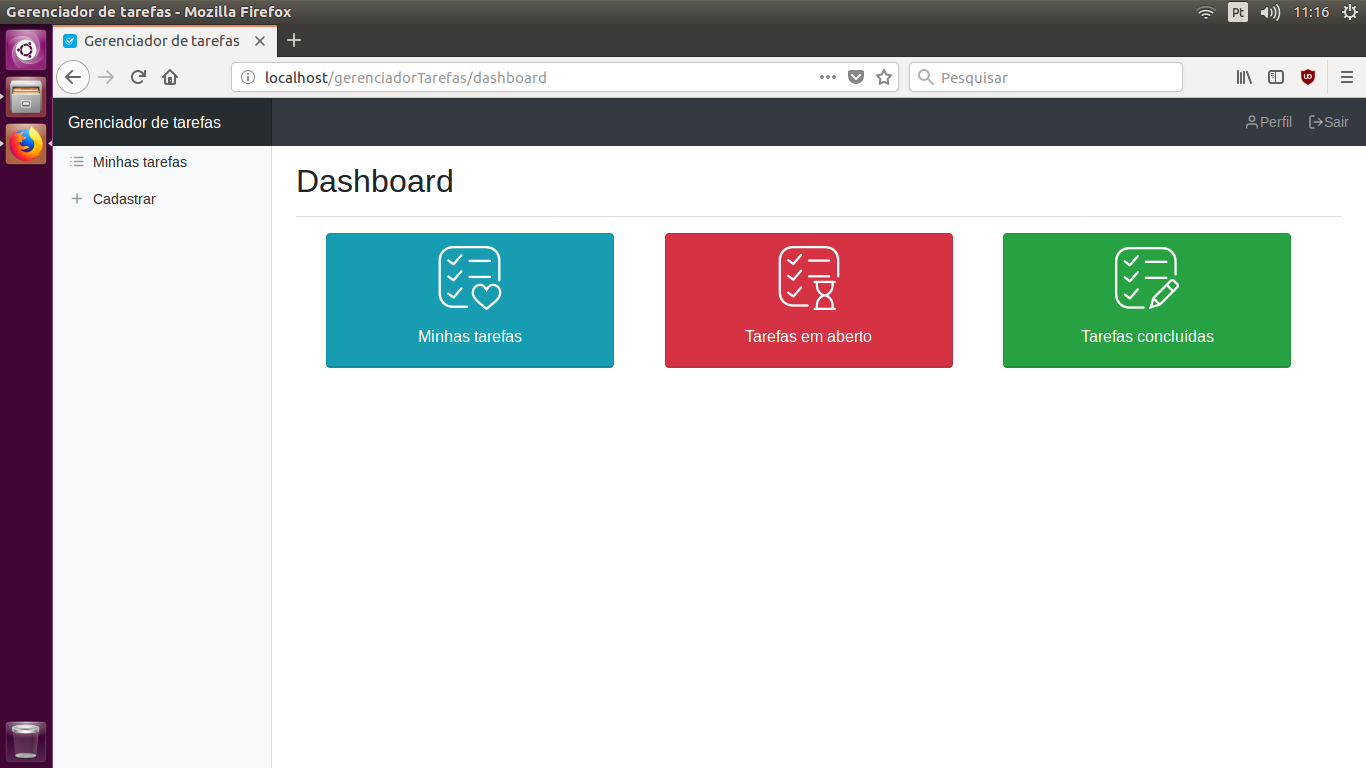 Gerenciador de tarefas - Mozilla Firefox
Pt
11:16
Gerenciador de tarefas
localhost/gerenciadorTarefas/dashboard
Pesquisar
Grenciador de tarefas
Perfil
Sair
Minhas tarefas
Cadastrar
Dashboard
Minhas tarefas
Tarefas em aberto
Tarefas concluídas